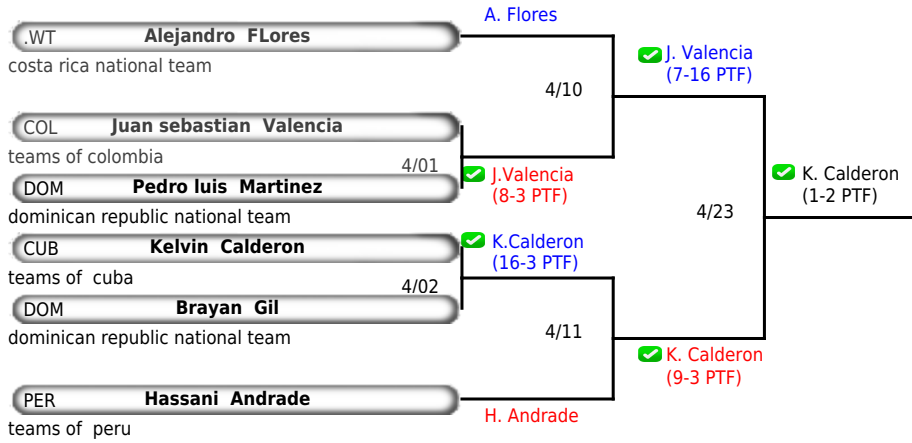 A. Flores
.WT Alejandro FLores
costa rica national team
J. Valencia
(7-16 PTF)
4/10
COL Juan sebastian Valencia
teams of colombia
4/01
J.Valencia
(8-3 PTF)
DOM Pedro luis Martinez
dominican republic national team
K. Calderon
(1-2 PTF)
4/23
CUB Kelvin Calderon
teams of cuba
K.Calderon
(16-3 PTF)
4/02
DOM Brayan Gil
dominican republic national team
4/11
K. Calderon
(9-3 PTF)
PER Hassani Andrade
teams of peru
H. Andrade